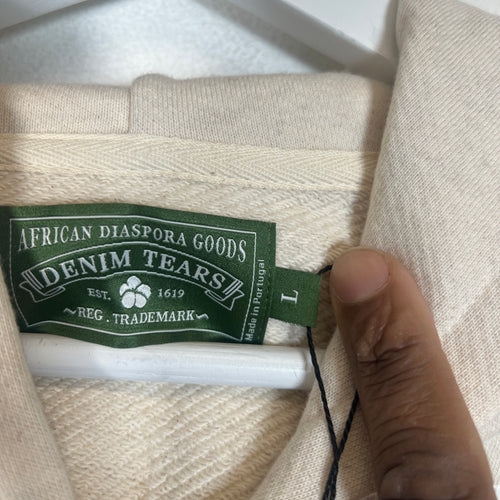 AFRICAN DIASPORA GOODS
DENIM TEARS
EST. 1619
~REG. TRADEMARK~
Made in Portugal
L